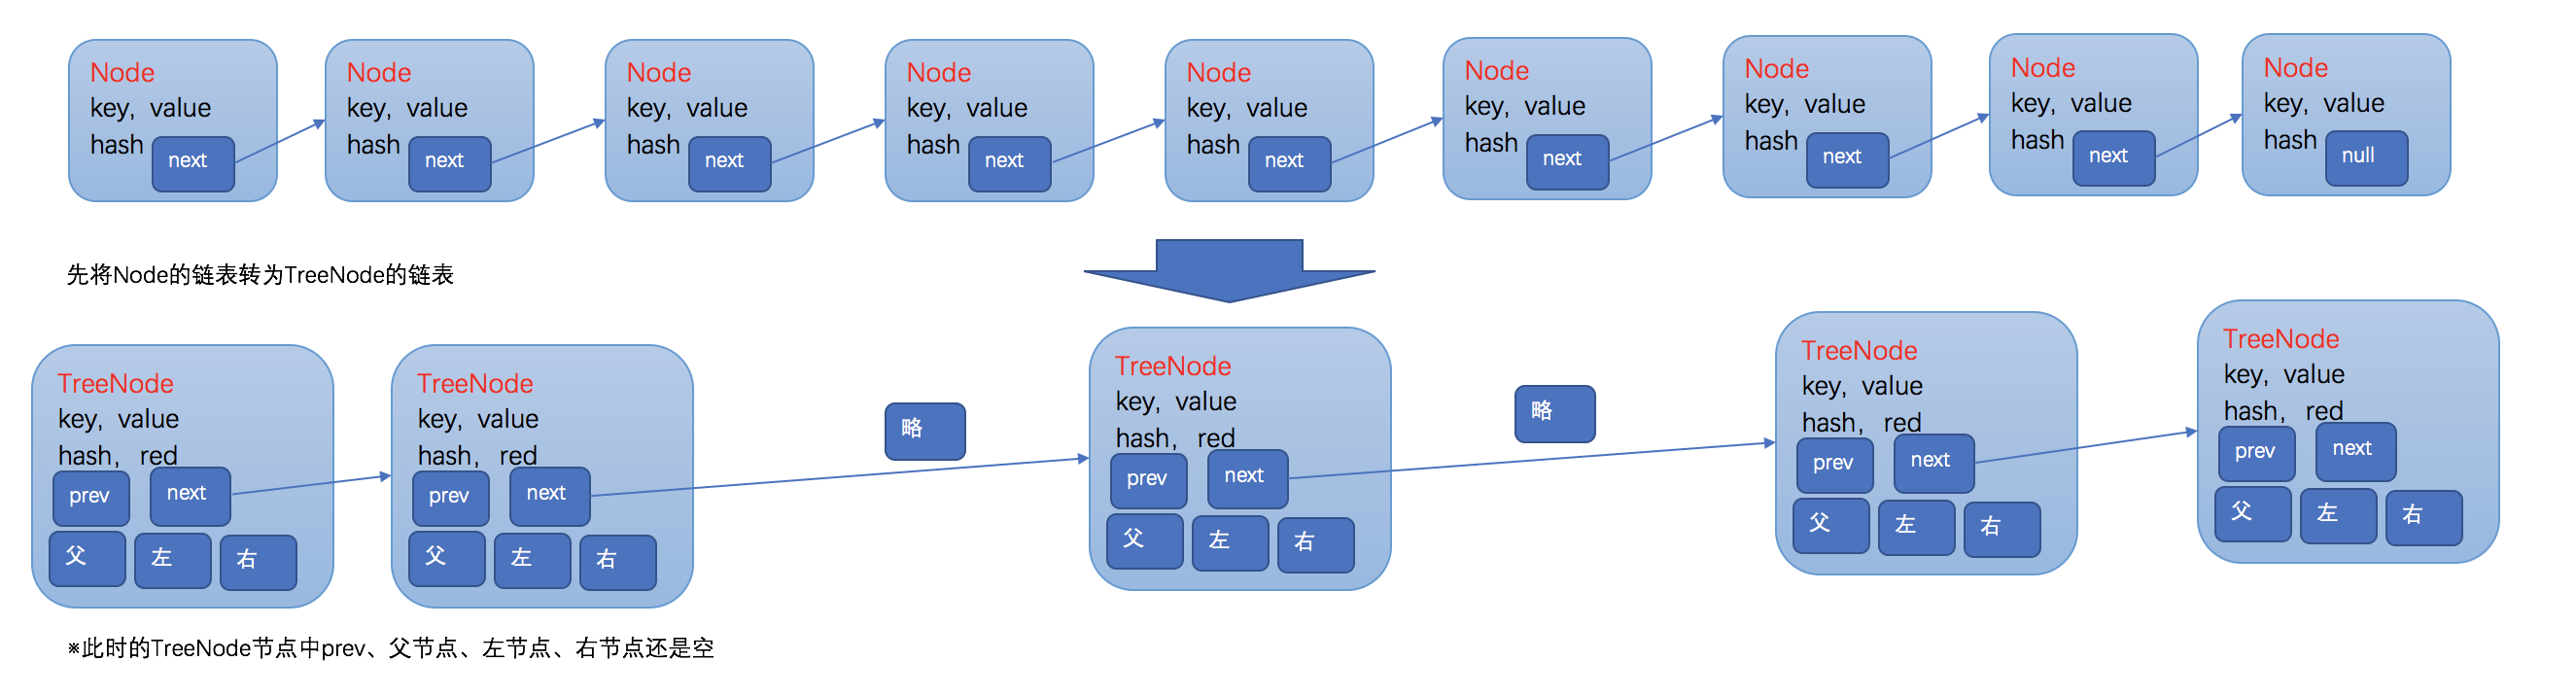 Node
key, value
hash
next
Node
key, value
hash
next
Node
key, value
hash
next
Node
key, value
hash
next
Node
key, value
hash
next
Node
key, value
hash
next
Node
key, value
hash
next
Node
key, value
hash
next
Node
key, value
hash
null
先将Node的链表转为TreeNode的链表
TreeNode
key, value
hash, red
prev
next
父
左
右
TreeNode
key, value
hash, red
prev
next
父
左
右
略
TreeNode
key, value
hash, red
prev
next
父
左
右
略
TreeNode
key, value
hash, red
prev
next
父
左
右
TreeNode
key, value
hash, red
prev
next
父
左
右
※此时的TreeNode节点中prev、父节点、左节点、右节点还是空